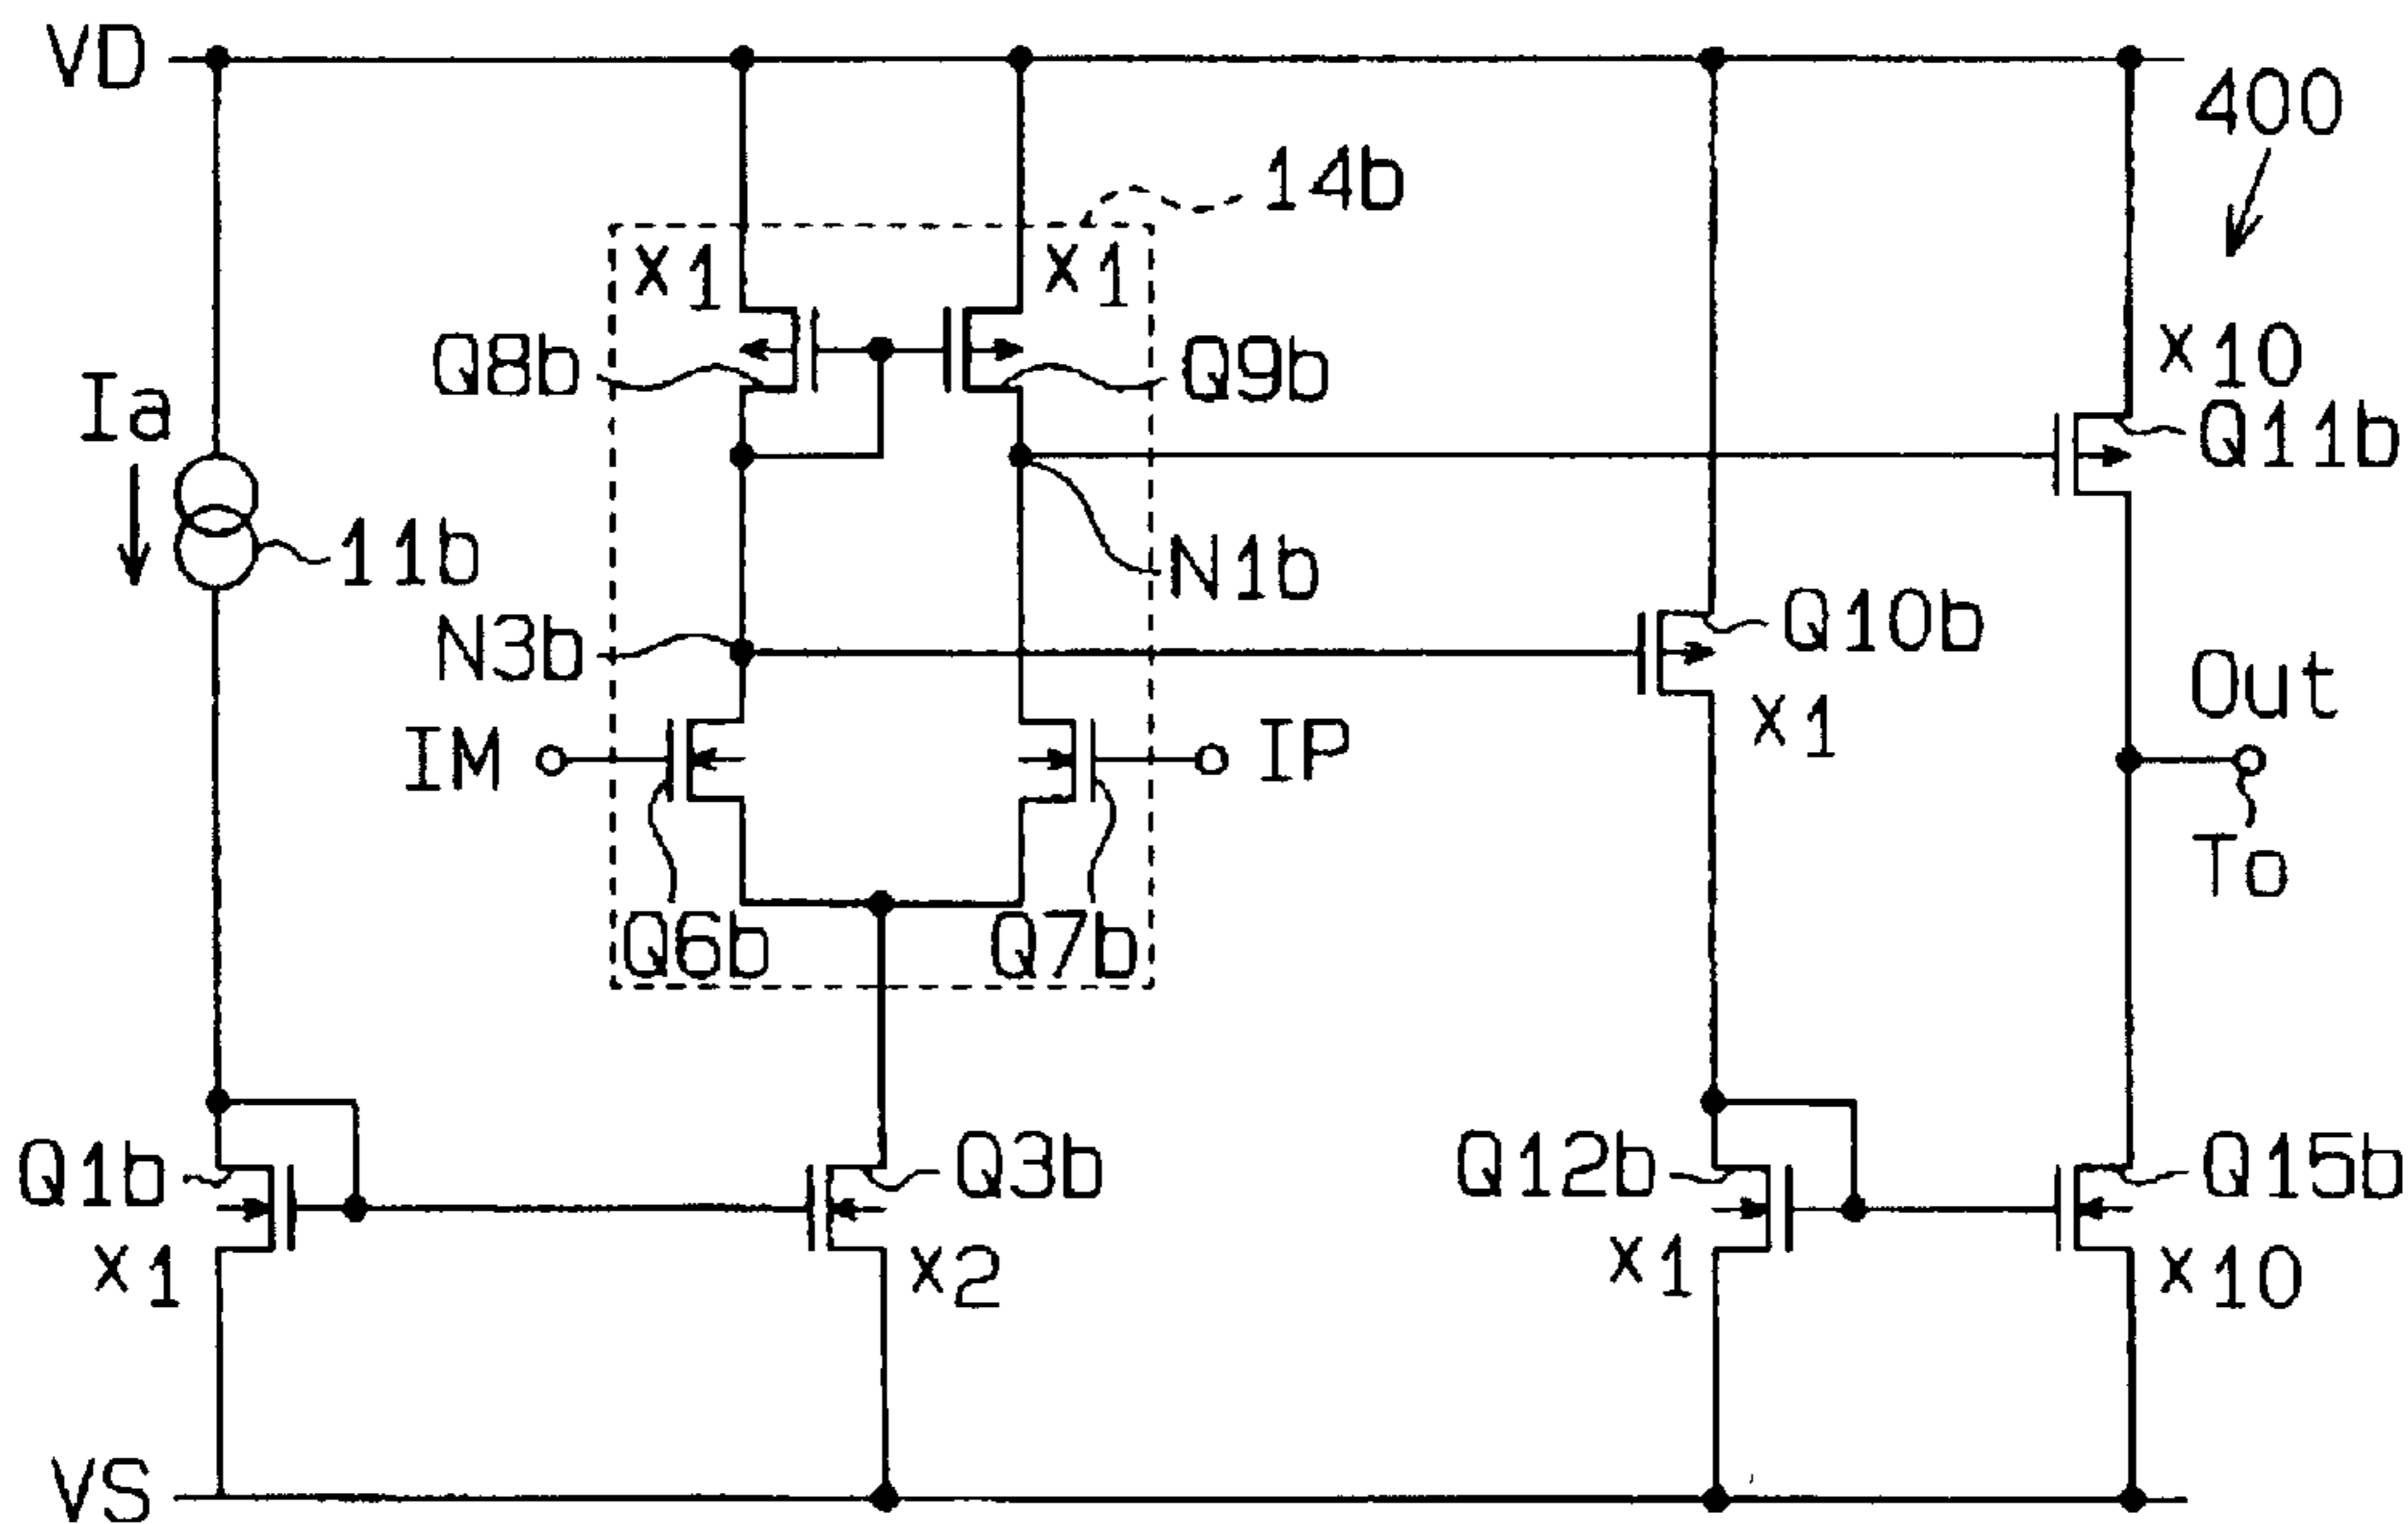 VD
400
14b
x1
x1
Q8b
Q9b
x10
Ia
Q11b
11b
N1b
N3b
Q10b
Out
IM
IP
x1
To
Q6b
Q7b
Q1b
Q3b
Q12b
Q15b
x1
x2
x1
x10
VS